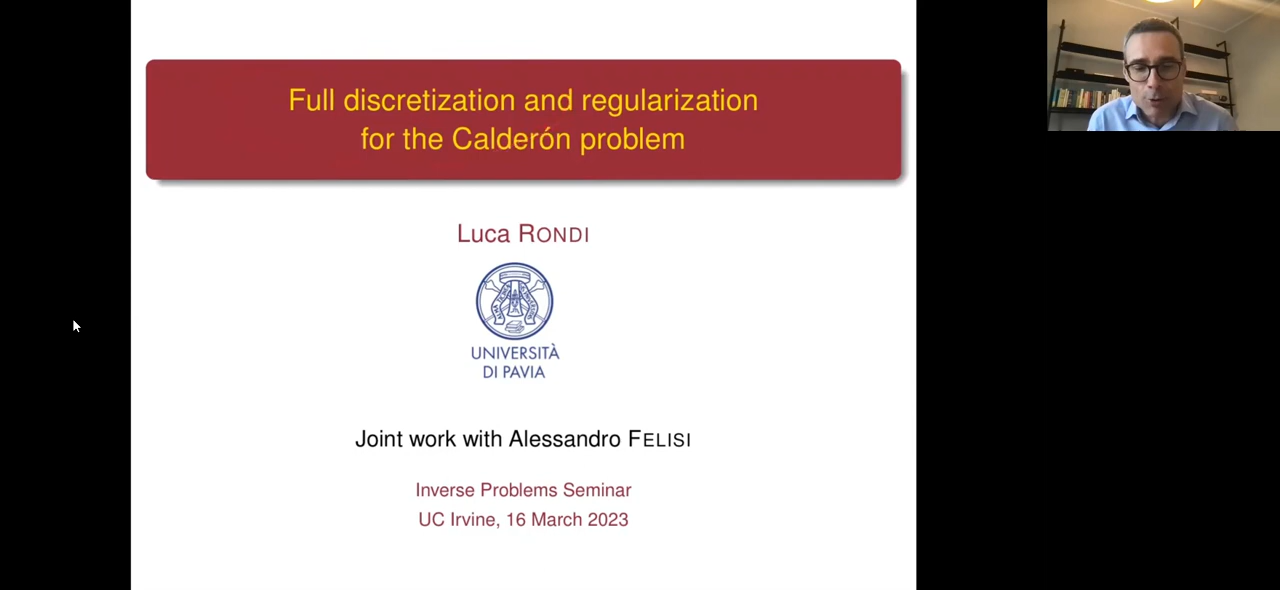 Full discretization and regularization
for the Calderón problem
Luca RONDI
UNIVERSITÀ
DI PAVIA
Joint work with Alessandro FELISI
Inverse Problems Seminar
UC Irvine, 16 March 2023